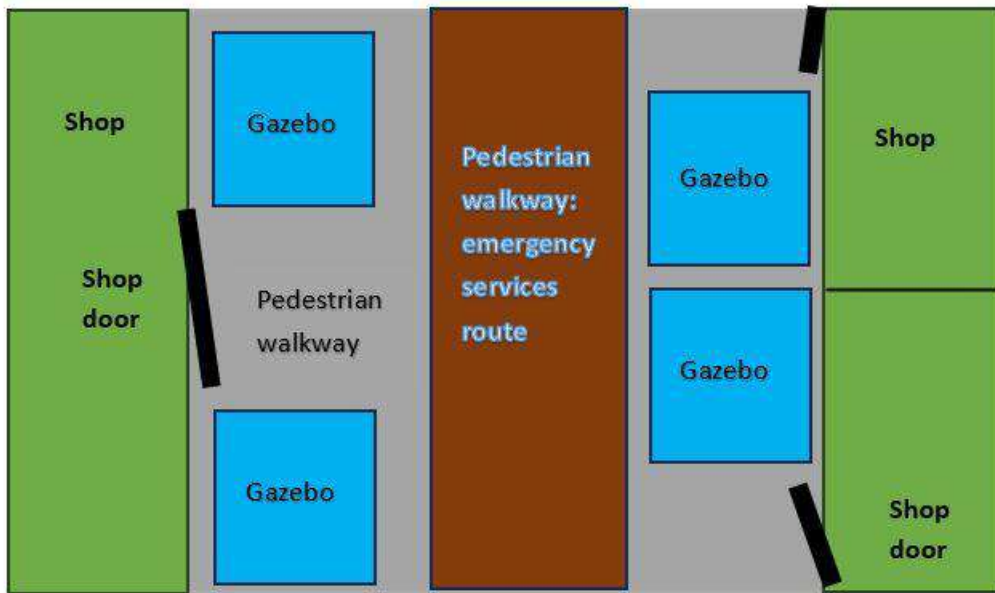 Shop
Gazebo
Shop
door
Pedestrian
walkway
Gazebo
Pedestrian
walkway:
emergency
services
route
Gazebo
Gazebo
Shop
Shop
door